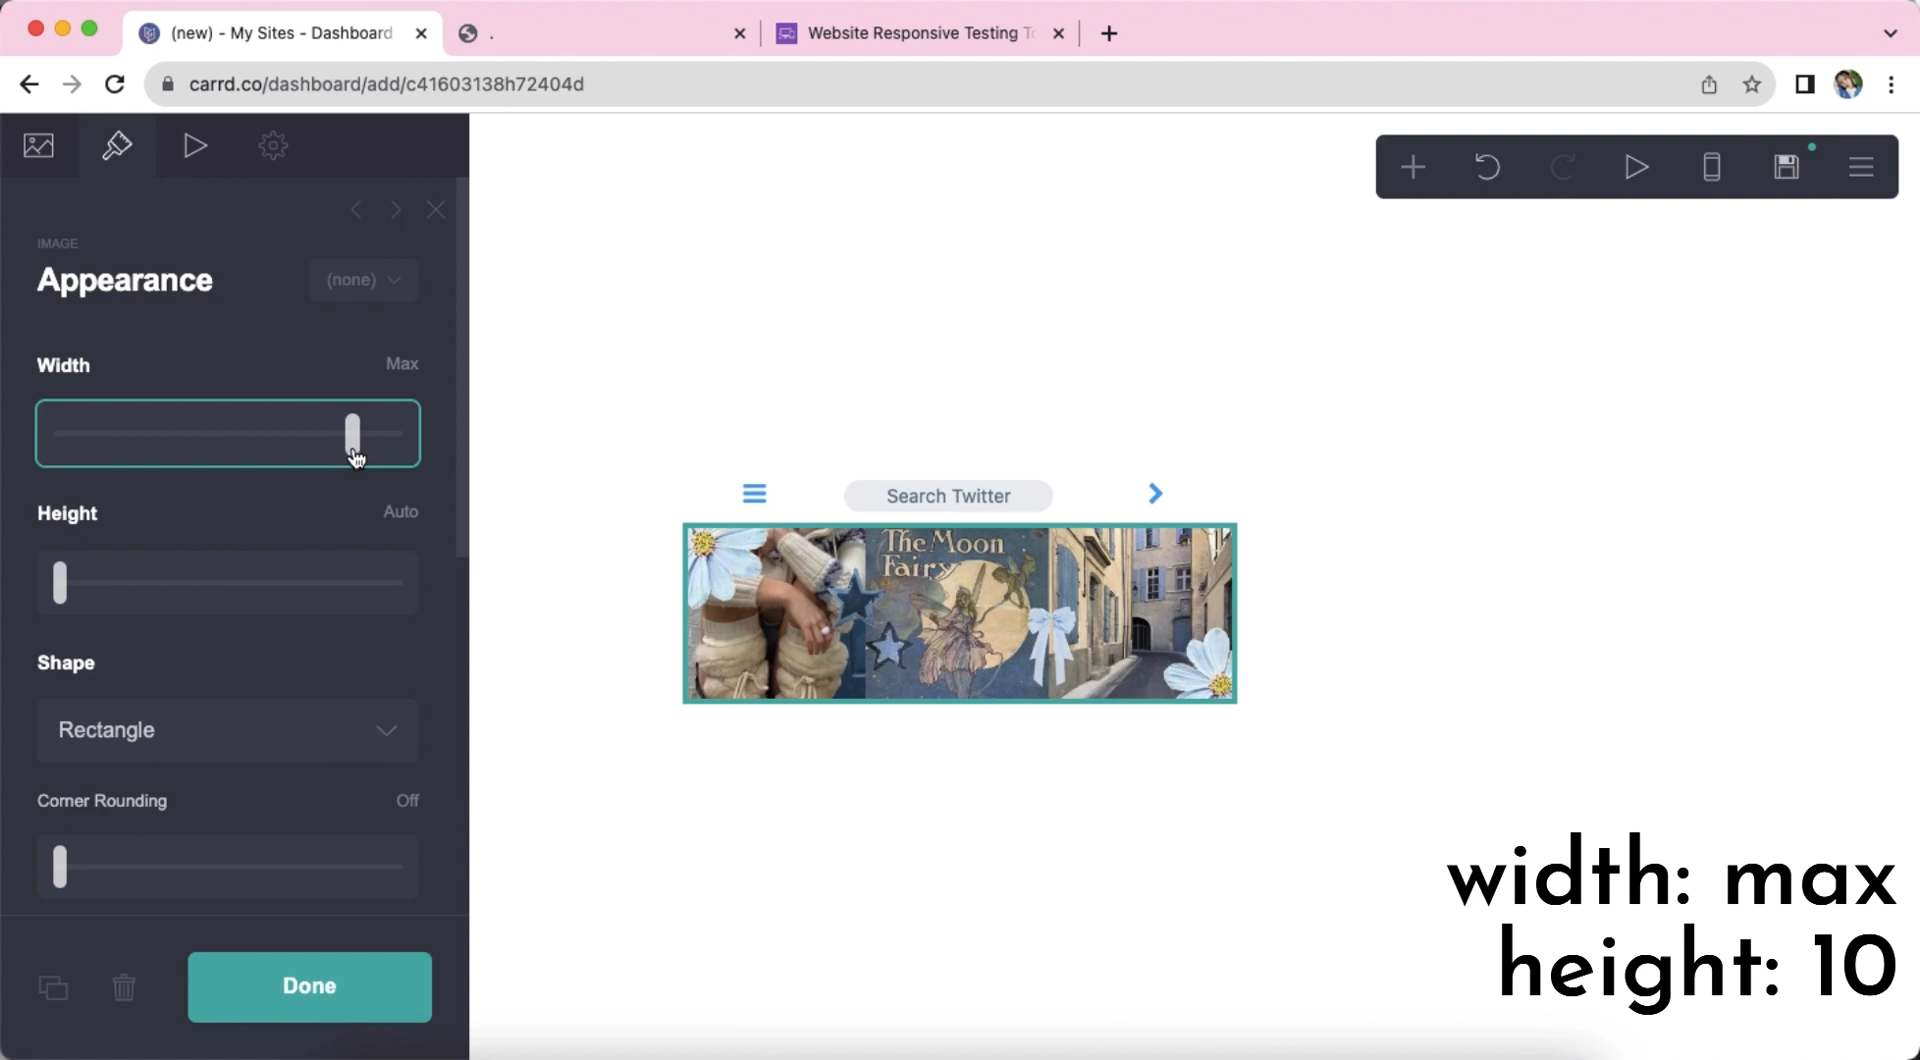 (new) - My Sites - Dashboard
.
Website Responsive Testing To
carrd.co/dashboard/add/c41603138h72404d
IMAGE
Appearance
(none)
Width
Max
Height
Auto
Shape
Rectangle
Corner Rounding
Off
Done
Search Twitter
The Moon
Fairy
width: max
height: 10